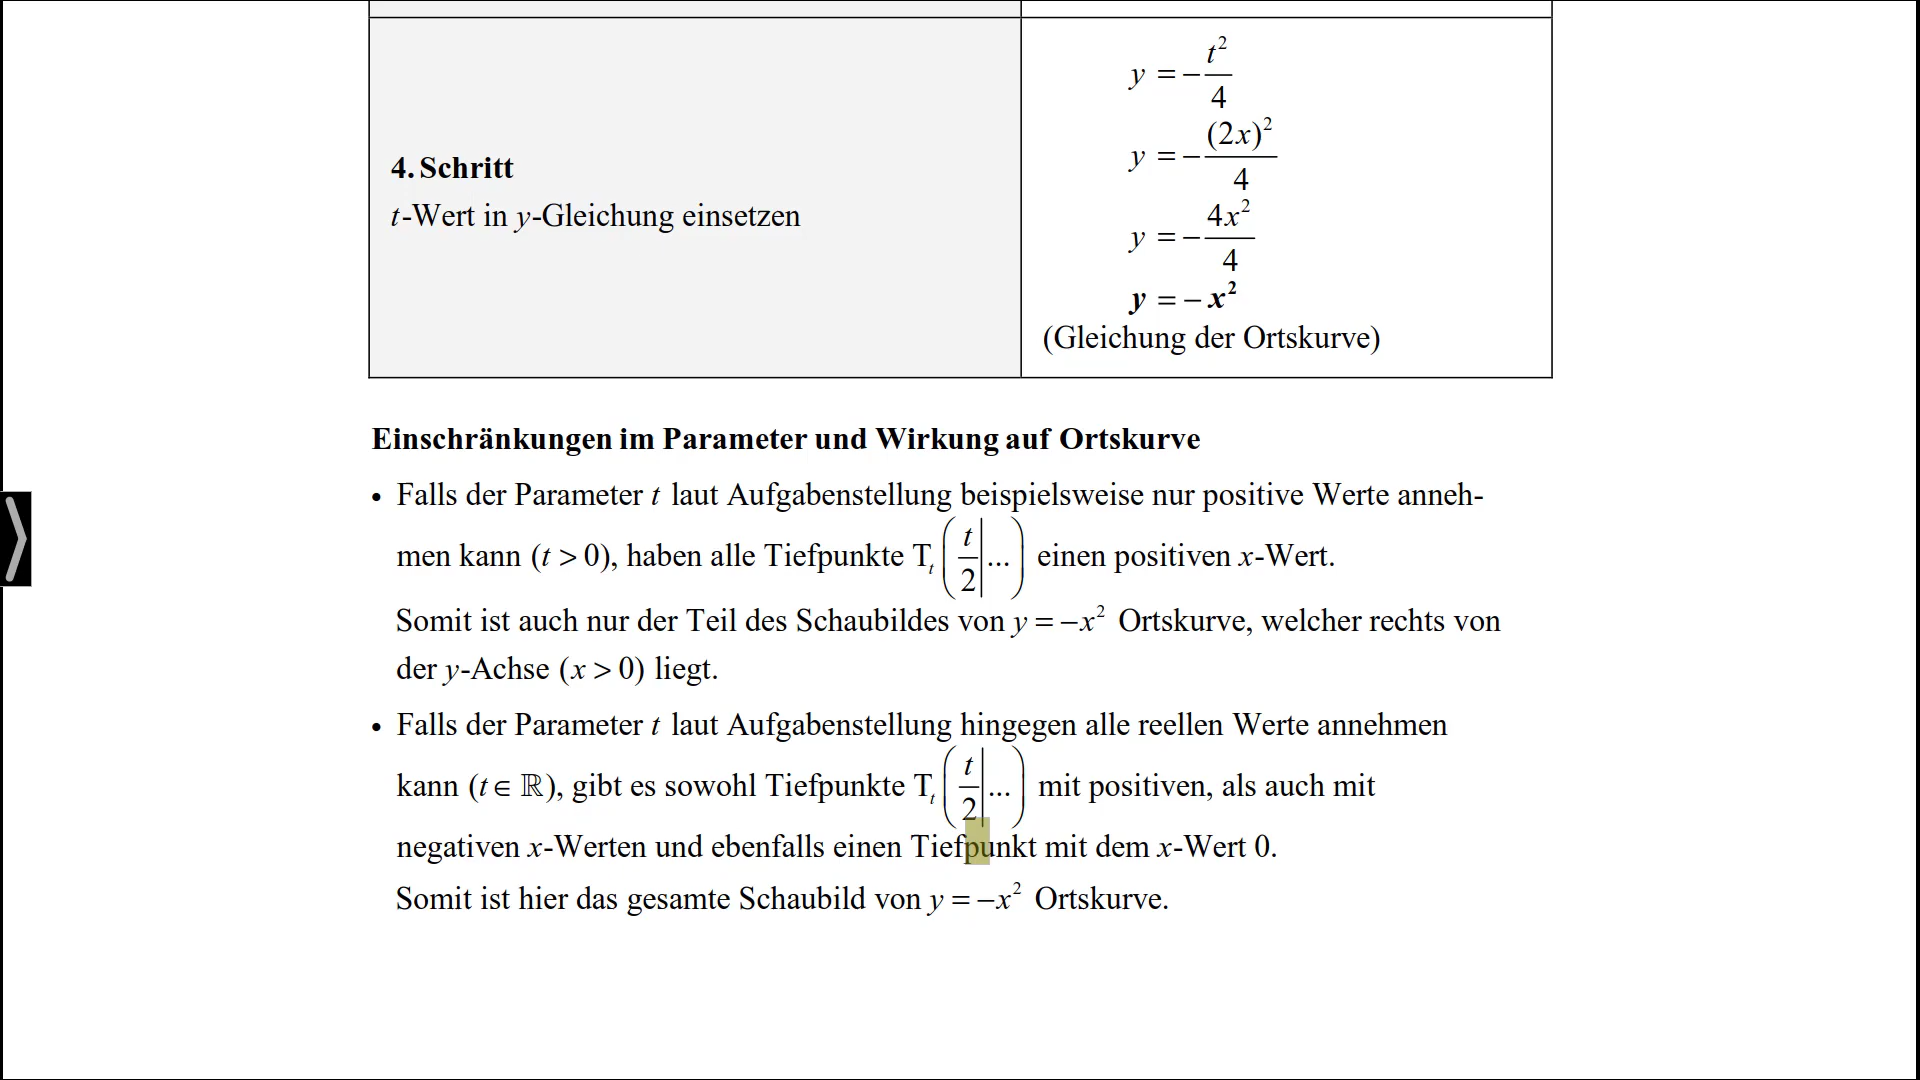 y = −t²/4
4. Schritt
t-Wert in y-Gleichung einsetzen
y = −(2x)²/4
y = −4x²/4
y = −x²
(Gleichung der Ortskurve)
Einschränkungen im Parameter und Wirkung auf Ortskurve
• Falls der Parameter t laut Aufgabenstellung beispielsweise nur positive Werte anneh-
men kann (t > 0), haben alle Tiefpunkte Tₜ(t/2|...) einen positiven x-Wert.
Somit ist auch nur der Teil des Schaubildes von y = −x² Ortskurve, welcher rechts von
der y-Achse (x > 0) liegt.
• Falls der Parameter t laut Aufgabenstellung hingegen alle reellen Werte annehmen
kann (t ∈ ℝ), gibt es sowohl Tiefpunkte Tₜ(t/2|...) mit positiven, als auch mit
negativen x-Werten und ebenfalls einen Tiefpunkt mit dem x-Wert 0.
Somit ist hier das gesamte Schaubild von y = −x² Ortskurve.